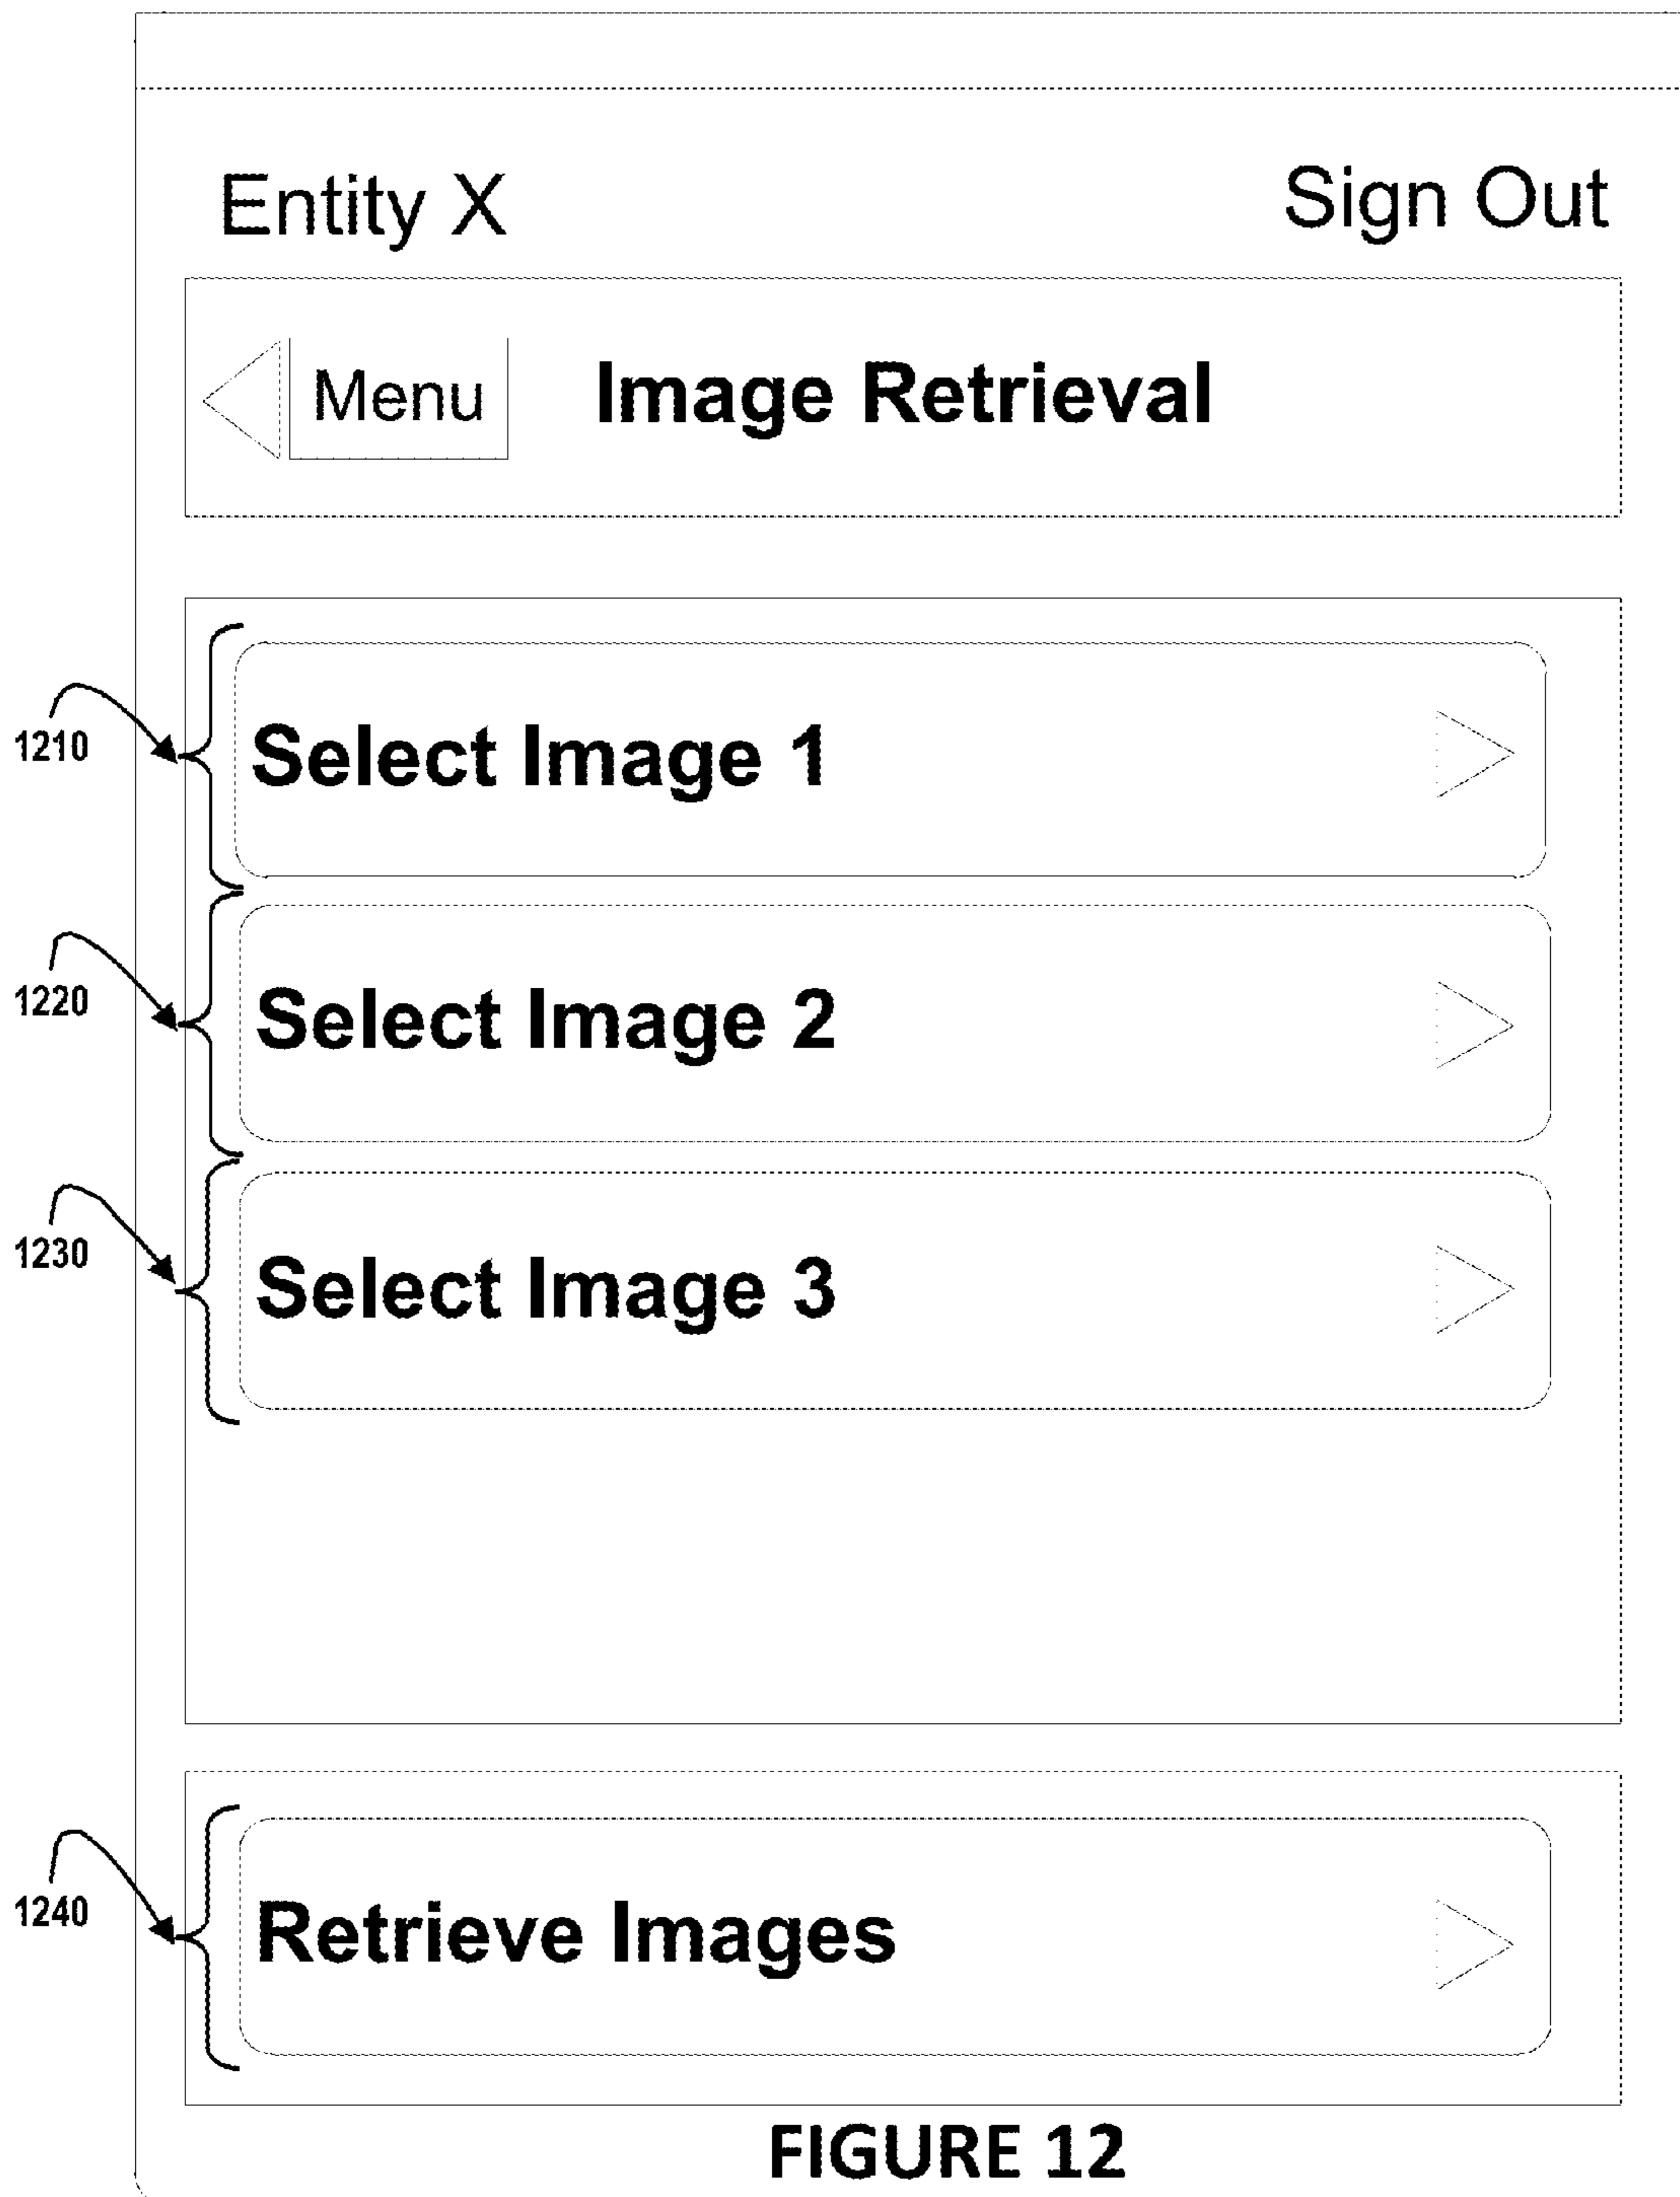 Entity X
Sign Out
Menu
Image Retrieval
1210
Select Image 1
1220
Select Image 2
1230
Select Image 3
1240
Retrieve Images
FIGURE 12